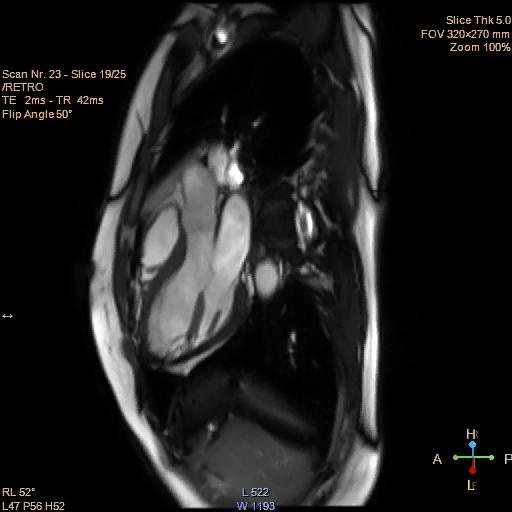 Slice Thk 5.0
FOV 320×270 mm
Zoom 100%
Scan Nr. 23 - Slice 19/25
/RETRO
TE 2ms - TR 42ms
Flip Angle 50°
H
A
P
RL 52°
L47 P56 H52
L 522
W 1193